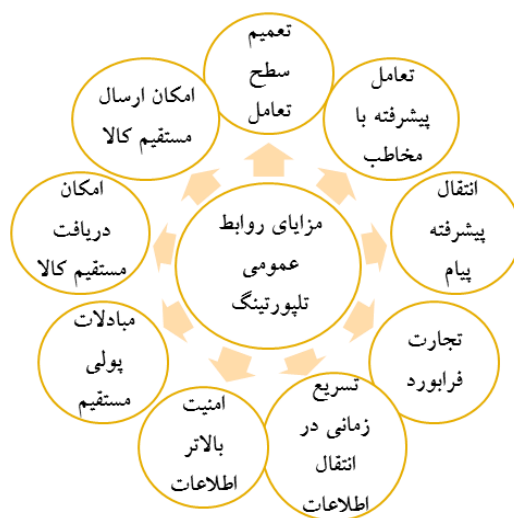 تعمیم
سطح
تعامل
تعامل
پیشرفته با
مخاطب
انتقال
پیشرفته
پیام
تجارت
فرابورد
تسریع
زمانی در
انتقال
اطلاعات
امنیت
بالاتر
اطلاعات
مبادلات
پولی
مستقیم
امکان
دریافت
مستقیم کالا
امکان ارسال
مستقیم کالا
مزایای روابط
عمومی
تلپورتینگ